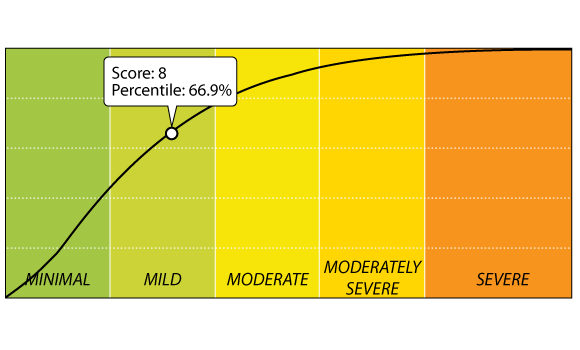 Score: 8
Percentile: 66.9%
MINIMAL
MILD
MODERATE
MODERATELY
SEVERE
SEVERE